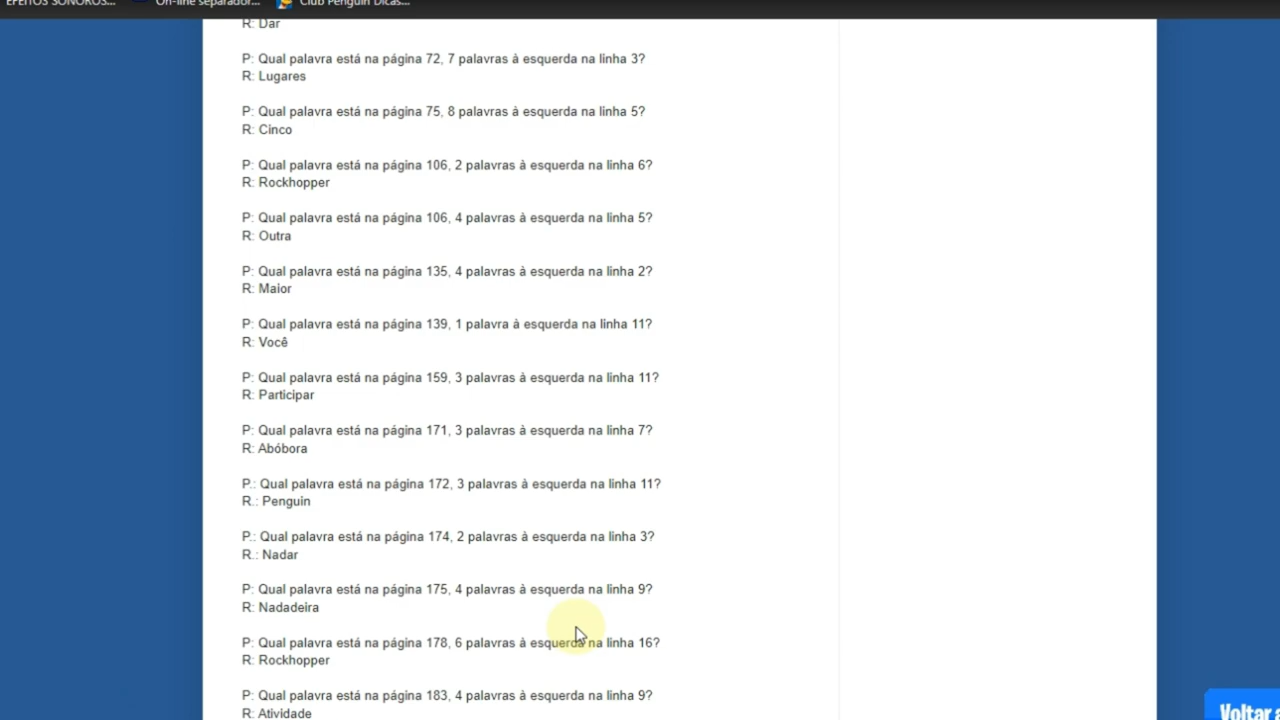 EFEITOS SONOROS...
On-line separador...
Club Penguin Dicas...
R: Dar
P: Qual palavra está na página 72, 7 palavras à esquerda na linha 3?
R: Lugares
P: Qual palavra está na página 75, 8 palavras à esquerda na linha 5?
R: Cinco
P: Qual palavra está na página 106, 2 palavras à esquerda na linha 6?
R: Rockhopper
P: Qual palavra está na página 106, 4 palavras à esquerda na linha 5?
R: Outra
P: Qual palavra está na página 135, 4 palavras à esquerda na linha 2?
R: Maior
P: Qual palavra está na página 139, 1 palavra à esquerda na linha 11?
R: Você
P: Qual palavra está na página 159, 3 palavras à esquerda na linha 11?
R: Participar
P: Qual palavra está na página 171, 3 palavras à esquerda na linha 7?
R: Abóbora
P.: Qual palavra está na página 172, 3 palavras à esquerda na linha 11?
R.: Penguin
P.: Qual palavra está na página 174, 2 palavras à esquerda na linha 3?
R.: Nadar
P: Qual palavra está na página 175, 4 palavras à esquerda na linha 9?
R: Nadadeira
P: Qual palavra está na página 178, 6 palavras à esquerda na linha 16?
R: Rockhopper
P: Qual palavra está na página 183, 4 palavras à esquerda na linha 9?
R: Atividade
Voltar a